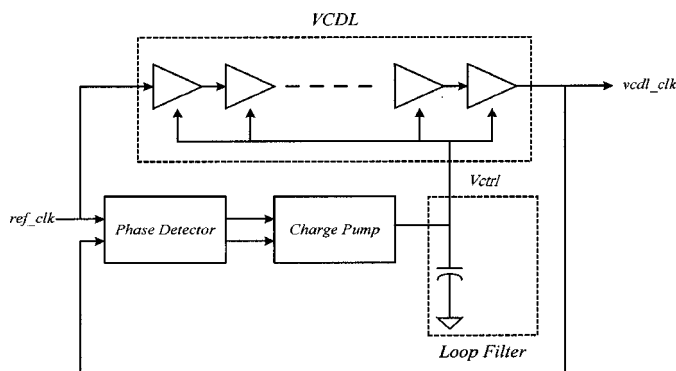 VCDL
vcdl_clk
Vctrl
ref_clk
Phase Detector
Charge Pump
Loop Filter